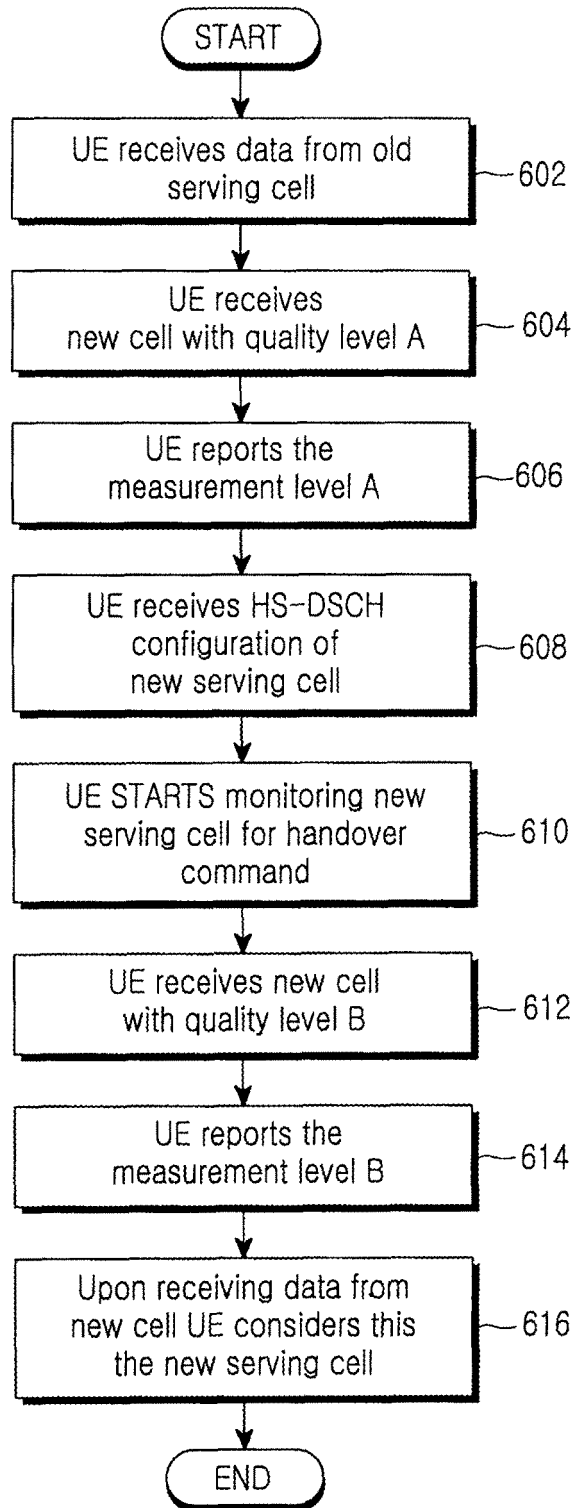 START
UE receives data from old
serving cell
602
UE receives
new cell with quality level A
604
UE reports the
measurement level A
606
UE receives HS-DSCH
configuration of
new serving cell
608
UE STARTS monitoring new
serving cell for handover
command
610
UE receives new cell
with quality level B
612
UE reports the
measurement level B
614
Upon receiving data from
new cell UE considers this
the new serving cell
616
END